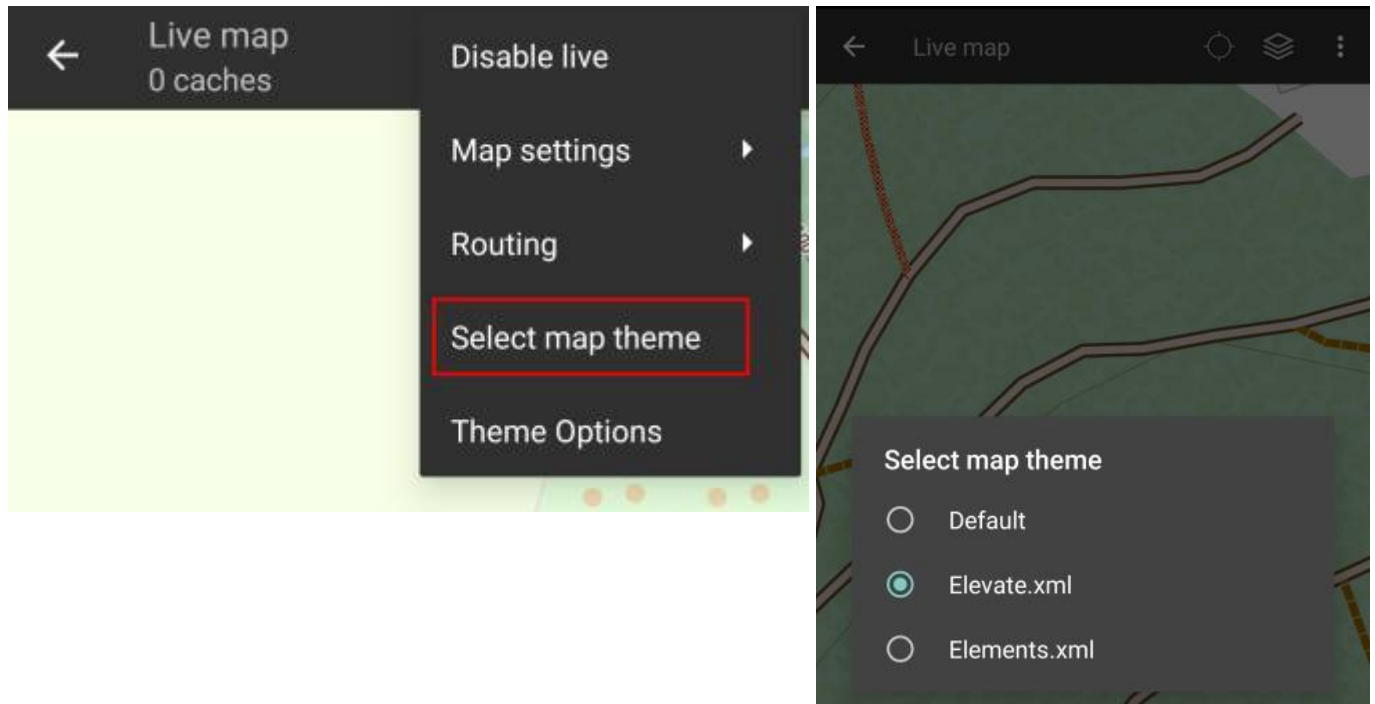 Live map
0 caches
Disable live
Map settings
Routing
Select map theme
Theme Options
Live map
Select map theme
Default
Elevate.xml
Elements.xml